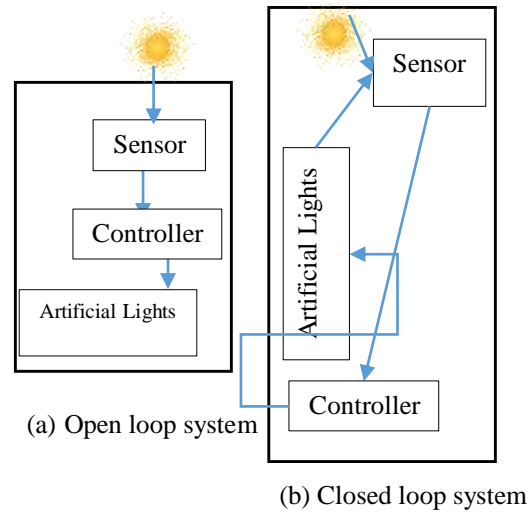 Sensor
Controller
Artificial Lights
(a) Open loop system
Sensor
Artificial Lights
Controller
(b) Closed loop system